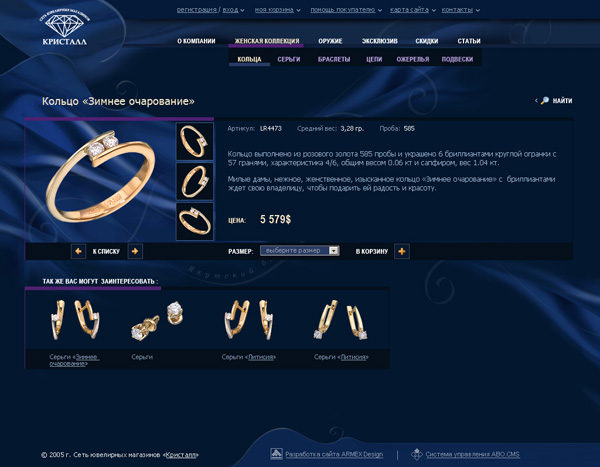 регистрация / вход
моя корзина
помощь покупателю
карта сайта
контакты
СЕТЬ ЮВЕЛИРНЫХ МАГАЗИНОВ
КРИСТАЛЛ
О КОМПАНИИ ЖЕНСКАЯ КОЛЛЕКЦИЯ ОРУЖИЕ ЭКСКЛЮЗИВ СКИДКИ СТАТЬИ
КОЛЬЦА СЕРЬГИ БРАСЛЕТЫ ЦЕПИ ОЖЕРЕЛЬЯ ПОДВЕСКИ
Кольцо «Зимнее очарование»
НАЙТИ
Артикул: LR4473 Средний вес: 3,28 гр. Проба: 585
Кольцо выполнено из розового золота 585 пробы и украшено 6 бриллиантами круглой огранки с
57 гранями, характеристика 4/6, общим весом 0.06 кт и сапфиром, вес 1.04 кт.
Милые дамы, нежное, женственное, изысканное кольцо «Зимнее очарование» с бриллиантами
ждет свою владелицу, чтобы подарить ей радость и красоту.
ЦЕНА: 5 579$
К СПИСКУ
РАЗМЕР: выберите размер
В КОРЗИНУ
ТАК ЖЕ ВАС МОГУТ ЗАИНТЕРЕСОВАТЬ :
Серьги «Зимнее
очарование»
Серьги
Серьги «Литисия»
Серьги «Литисия»
© 2005 г. Сеть ювелирных магазинов «Кристалл»
Разработка сайта ARMEX Design
Система управления ABO.CMS